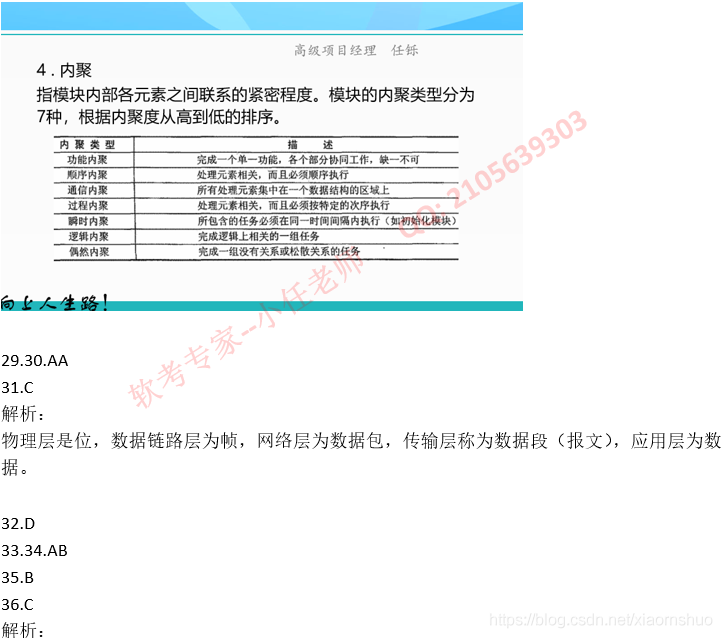 高级项目经理 任铄
4 . 内聚
指模块内部各元素之间联系的紧密程度。模块的内聚类型分为
7种，根据内聚度从高到低的排序。
内 聚 类 型 描 述
功能内聚 完成一个单一功能，各个部分协同工作，缺一不可
顺序内聚 处理元素相关，而且必须顺序执行
通信内聚 所有处理元素集中在一个数据结构的区域上
过程内聚 处理元素相关，而且必须按特定的次序执行
瞬时内聚 所包含的任务必须在同一时间间隔内执行（如初始化模块）
逻辑内聚 完成逻辑上相关的一组任务
偶然内聚 完成一组没有关系或松散关系的任务
向上人生路!
软考专家--小任老师 QQ: 2105639303
29.30.AA
31.C
解析：
物理层是位，数据链路层为帧，网络层为数据包，传输层称为数据段（报文），应用层为数
据。
32.D
33.34.AB
35.B
36.C
解析：
https://blog.csdn.net/xiaomshuo